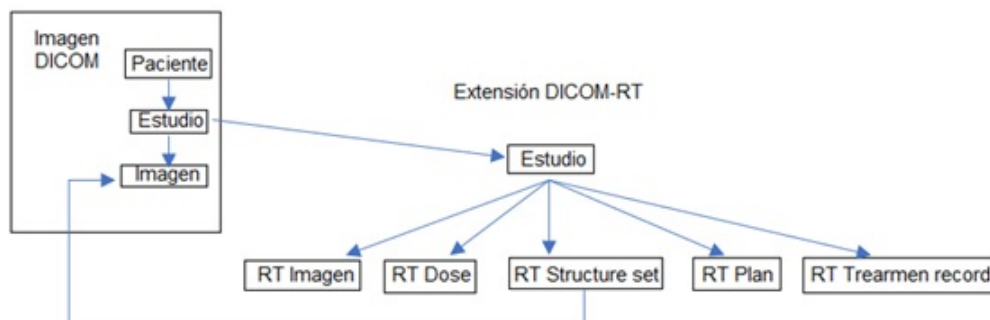 Imagen
DICOM
Paciente
Extensión DICOM-RT
Estudio
Estudio
Imagen
RT Imagen
RT Dose
RT Structure set
RT Plan
RT Trearmen record